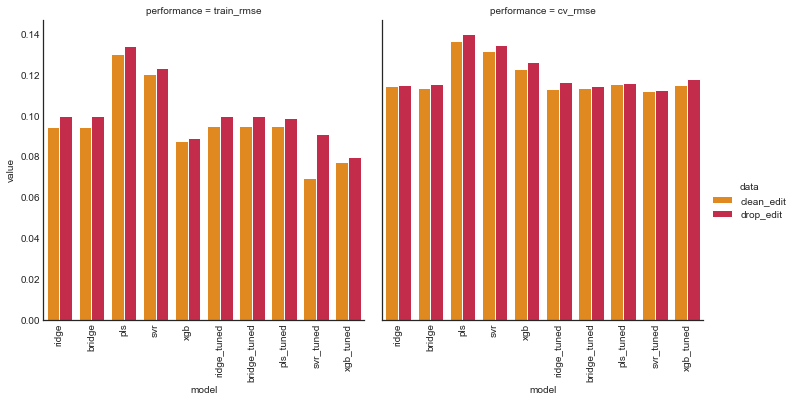 performance = train_rmse
performance = cv_rmse
0.14
0.12
0.10
0.08
0.06
0.04
0.02
0.00
value
ridge
bridge
pls
svr
xgb
ridge_tuned
bridge_tuned
pls_tuned
svr_tuned
xgb_tuned
model
ridge
bridge
pls
svr
xgb
ridge_tuned
bridge_tuned
pls_tuned
svr_tuned
xgb_tuned
model
data
clean_edit
drop_edit